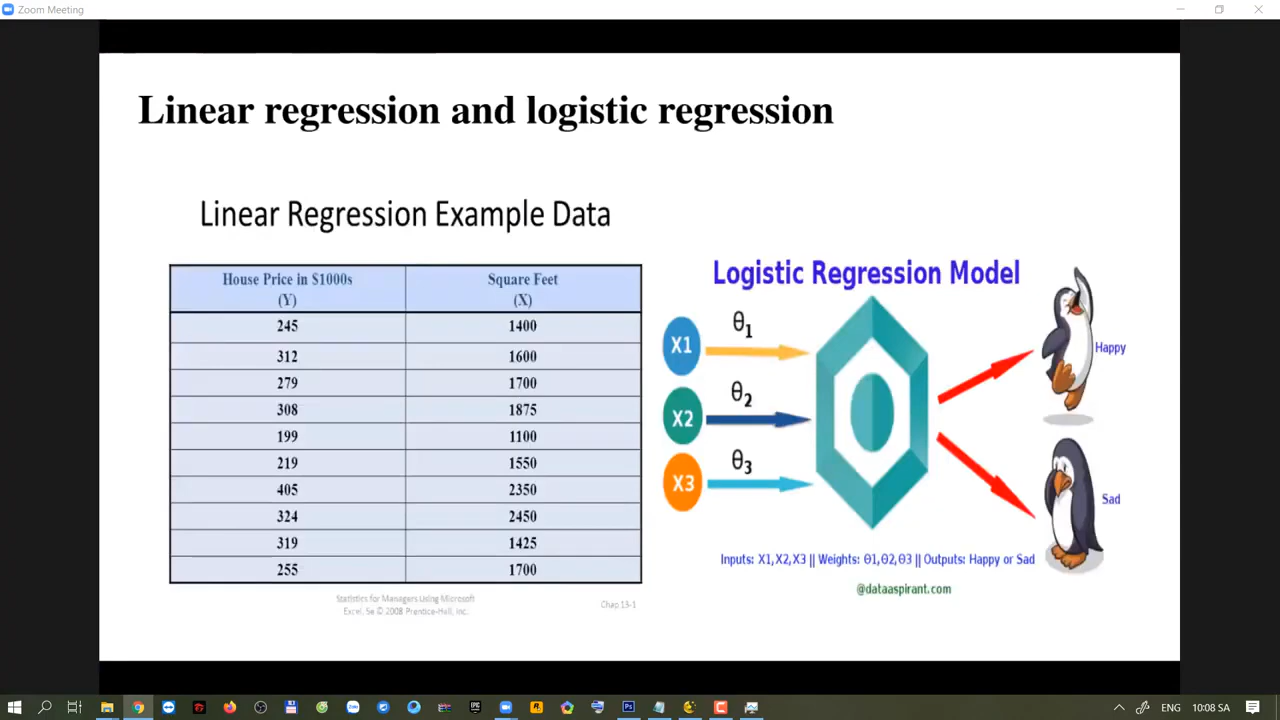 Zoom Meeting
Linear regression and logistic regression
Linear Regression Example Data
House Price in $1000s
(Y)
Square Feet
(X)
245 1400
312 1600
279 1700
308 1875
199 1100
219 1550
405 2350
324 2450
319 1425
255 1700
Statistics for Managers Using Microsoft
Excel, 5e © 2008 Prentice-Hall, Inc.
Chap 13-1
Logistic Regression Model
X1
θ1
X2
θ2
X3
θ3
Happy
Sad
Inputs: X1,X2,X3 || Weights: Θ1,Θ2,Θ3 || Outputs: Happy or Sad
@dataaspirant.com
ENG 10:08 SA